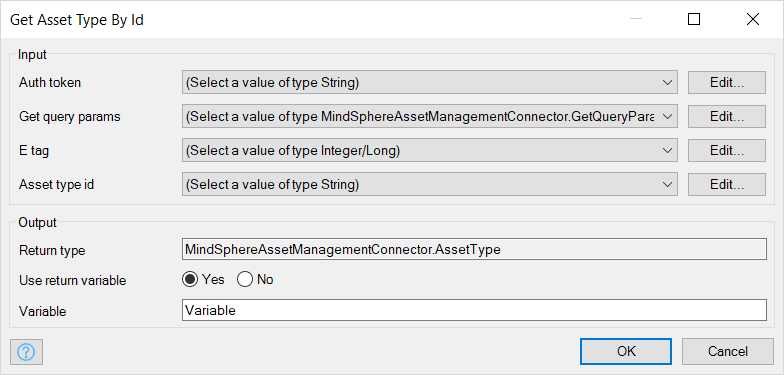 Get Asset Type By Id
Input
Auth token (Select a value of type String) Edit...
Get query params (Select a value of type MindSphereAssetManagementConnector.GetQueryPara Edit...
E tag (Select a value of type Integer/Long) Edit...
Asset type id (Select a value of type String) Edit...
Output
Return type MindSphereAssetManagementConnector.AssetType
Use return variable Yes No
Variable Variable
? OK Cancel